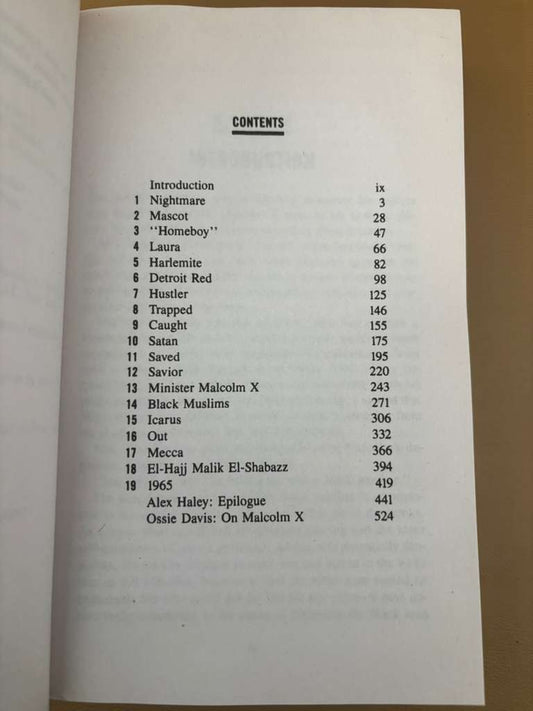 CONTENTS
Introduction ix
1 Nightmare 3
2 Mascot 28
3 "Homeboy" 47
4 Laura 66
5 Harlemite 82
6 Detroit Red 98
7 Hustler 125
8 Trapped 146
9 Caught 155
10 Satan 175
11 Saved 195
12 Savior 220
13 Minister Malcolm X 243
14 Black Muslims 271
15 Icarus 306
16 Out 332
17 Mecca 366
18 El-Hajj Malik El-Shabazz 394
19 1965 419
Alex Haley: Epilogue 441
Ossie Davis: On Malcolm X 524